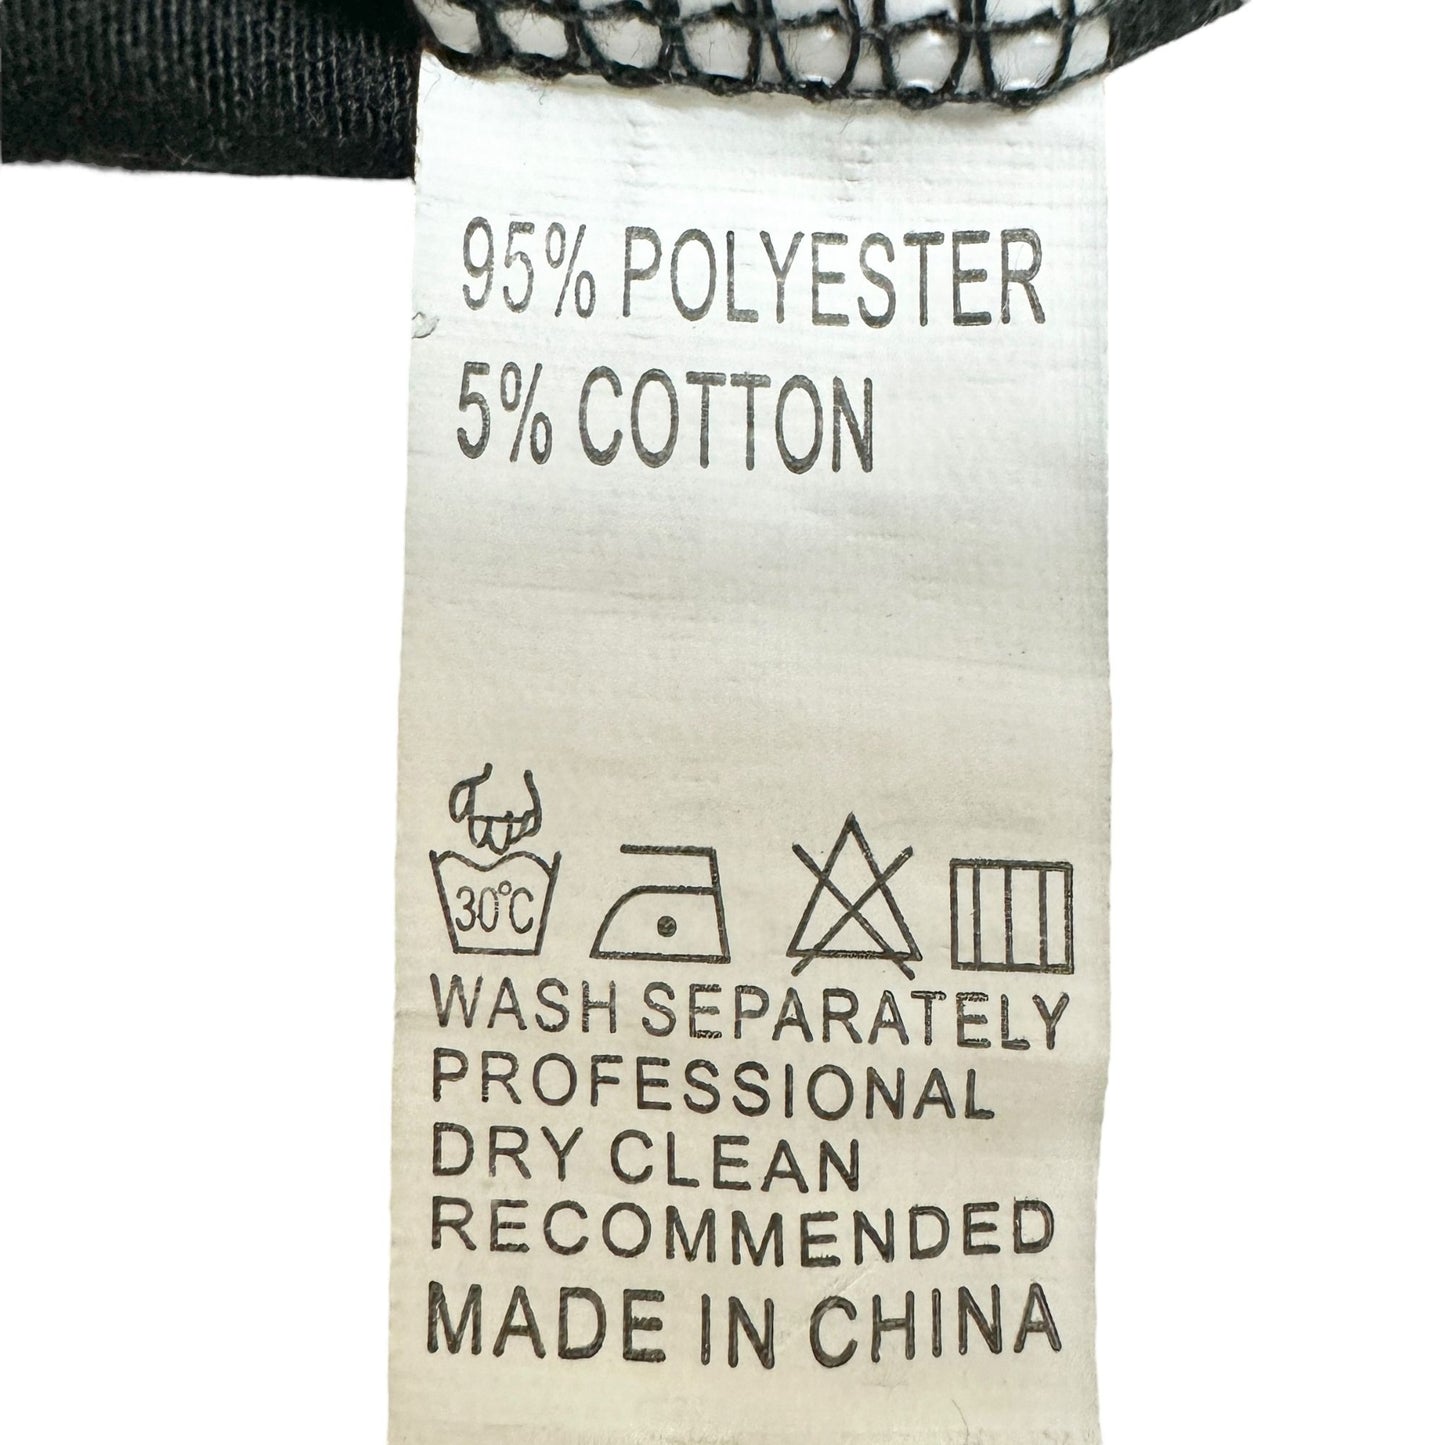 95% POLYESTER
5% COTTON
30°C
WASH SEPARATELY
PROFESSIONAL
DRY CLEAN
RECOMMENDED
MADE IN CHINA